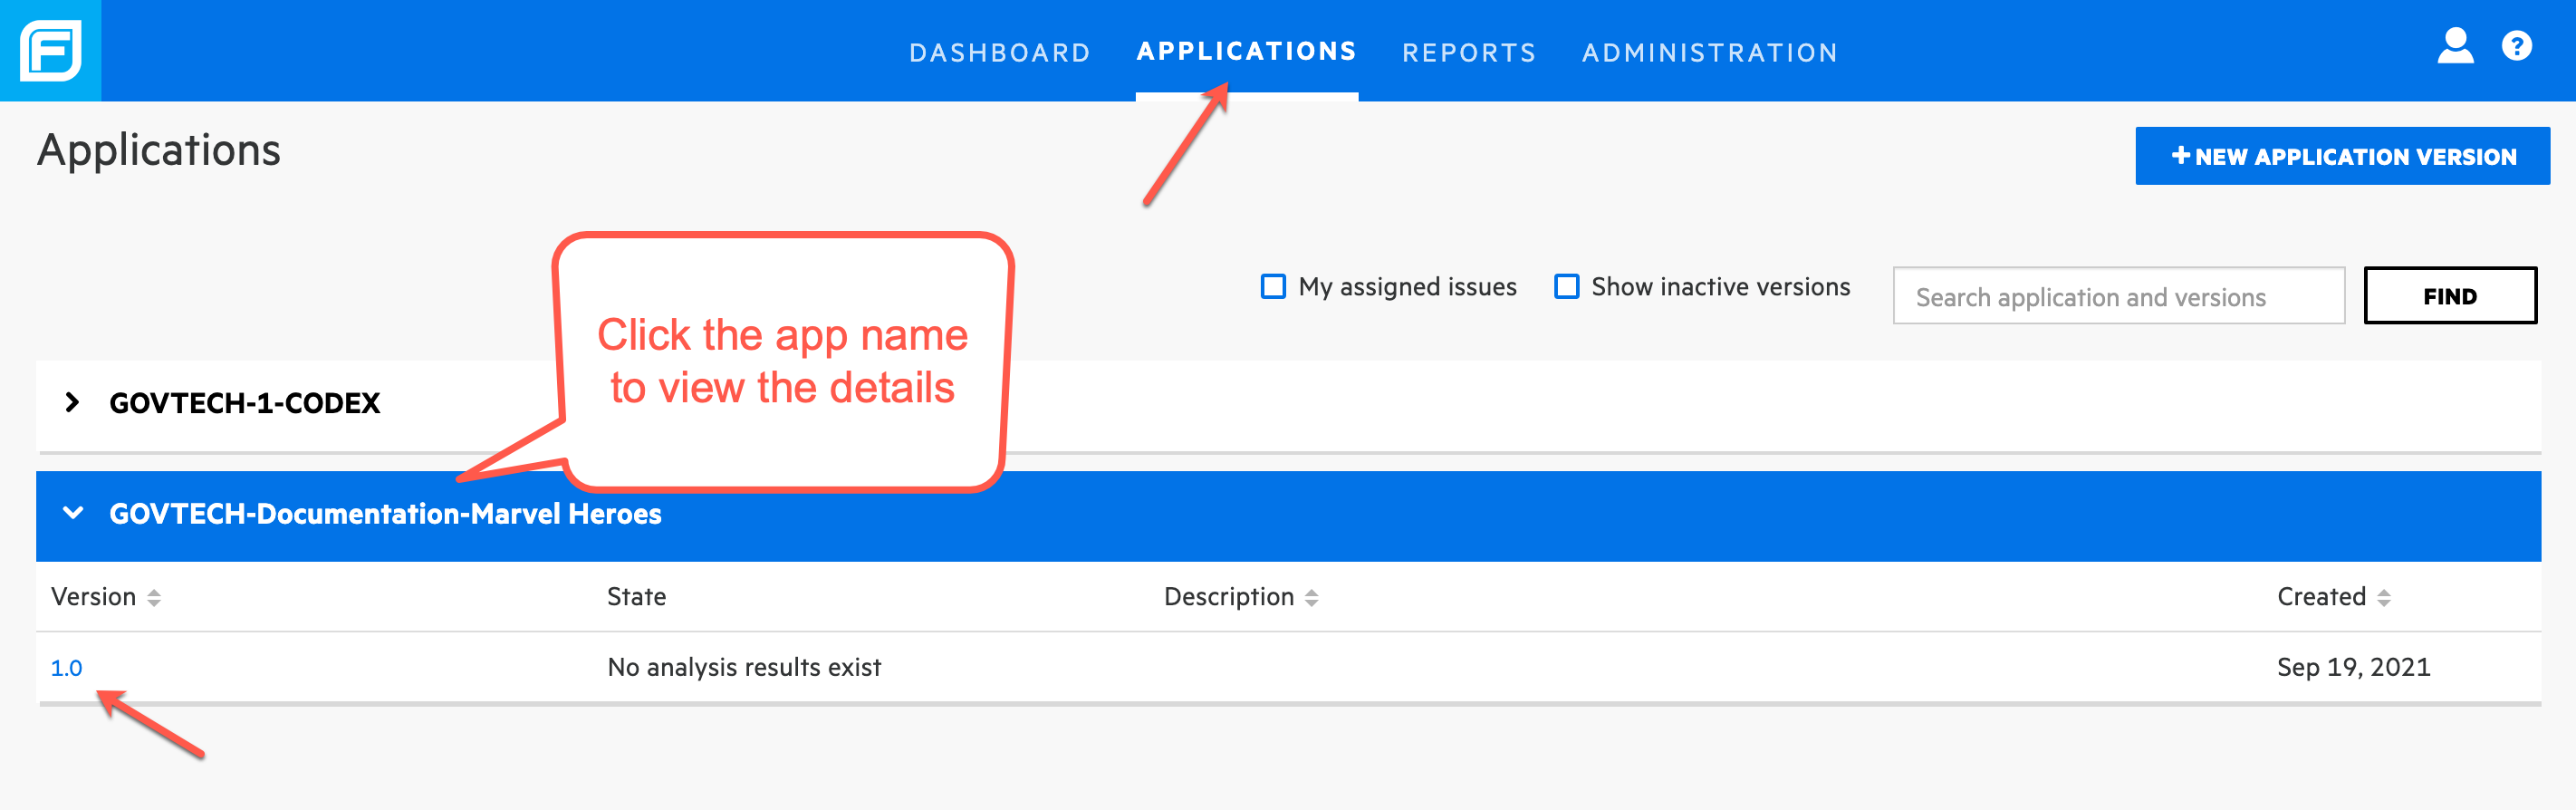 F
DASHBOARD APPLICATIONS REPORTS ADMINISTRATION ?
Applications
+ NEW APPLICATION VERSION
My assigned issues Show inactive versions Search application and versions FIND
Click the app name
to view the details
GOVTECH-1-CODEX
GOVTECH-Documentation-Marvel Heroes
Version State Description Created
1.0 No analysis results exist Sep 19, 2021